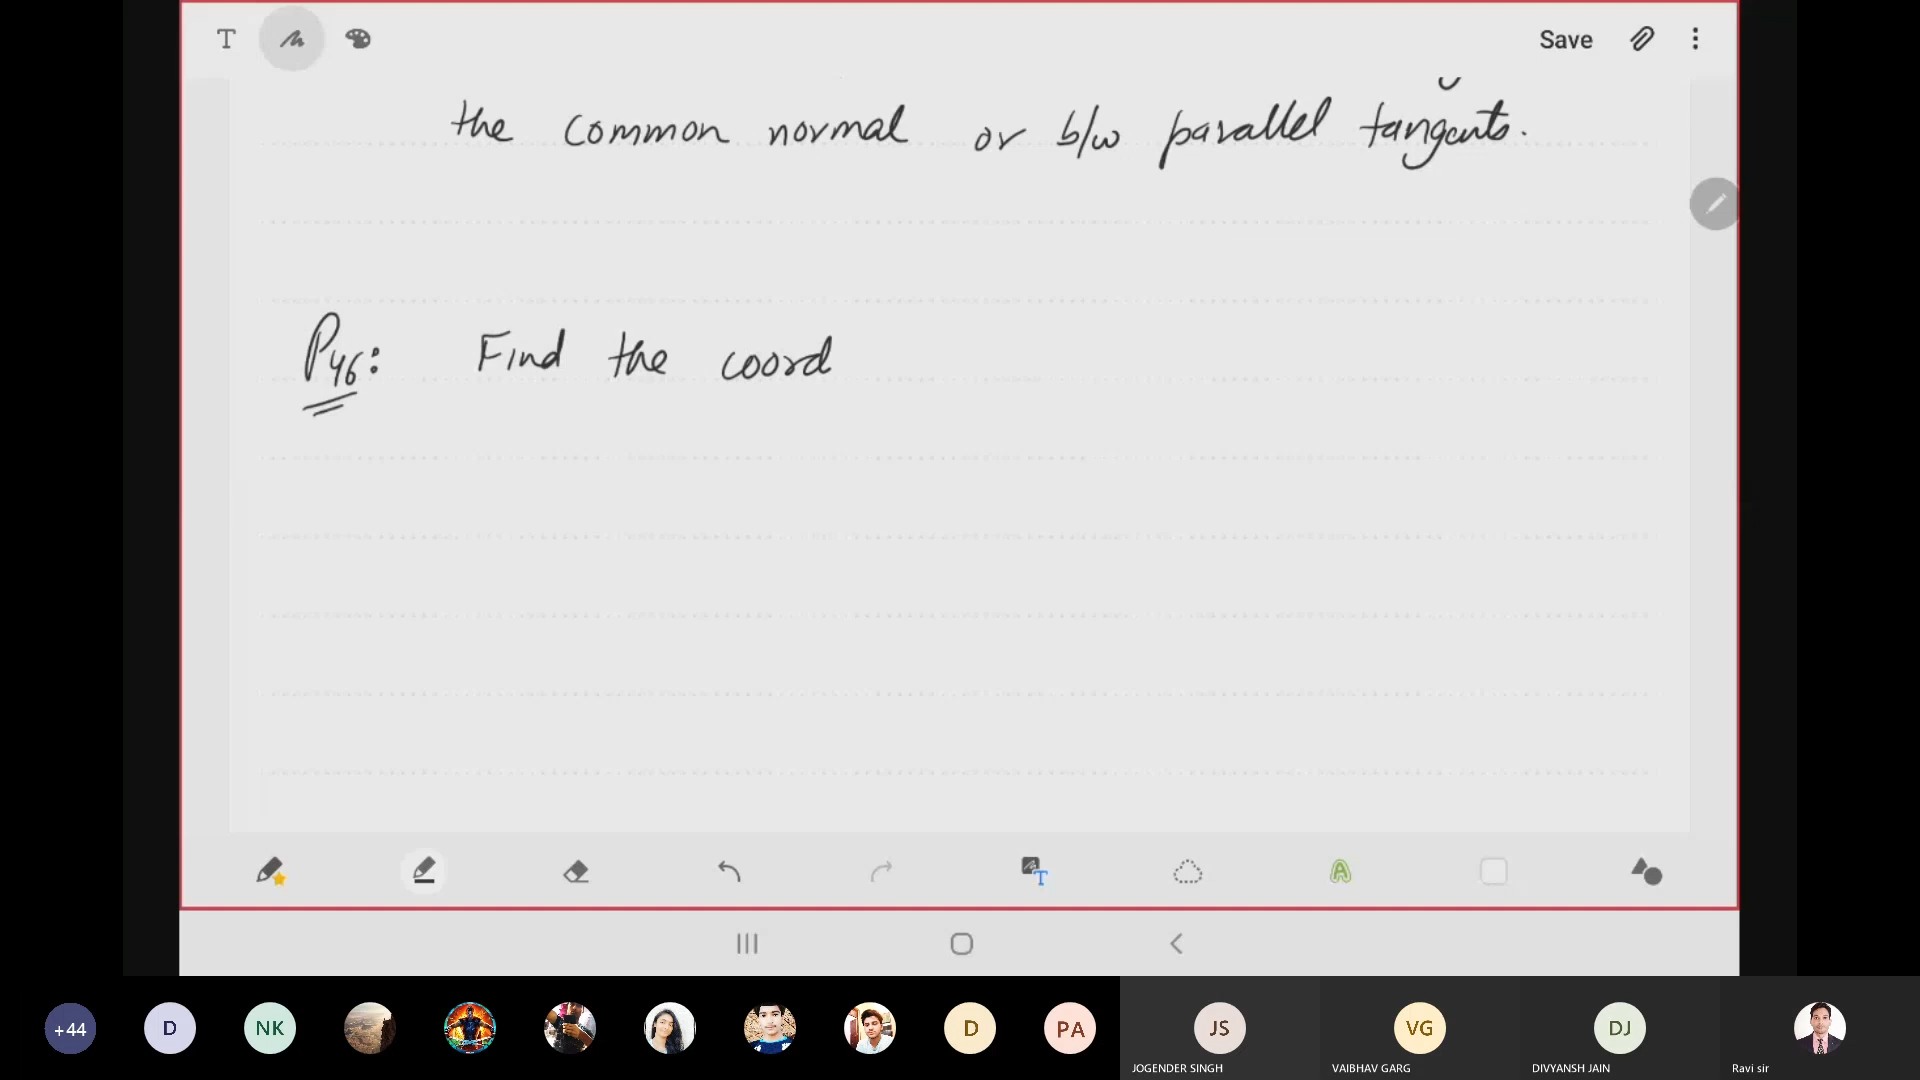 T
Save
the common normal or b/w parallel tangents.
P46: Find the coord
T
A
+44
D
NK
D
PA
JS
VG
DJ
JOGENDER SINGH
VAIBHAV GARG
DIVYANSH JAIN
Ravi sir